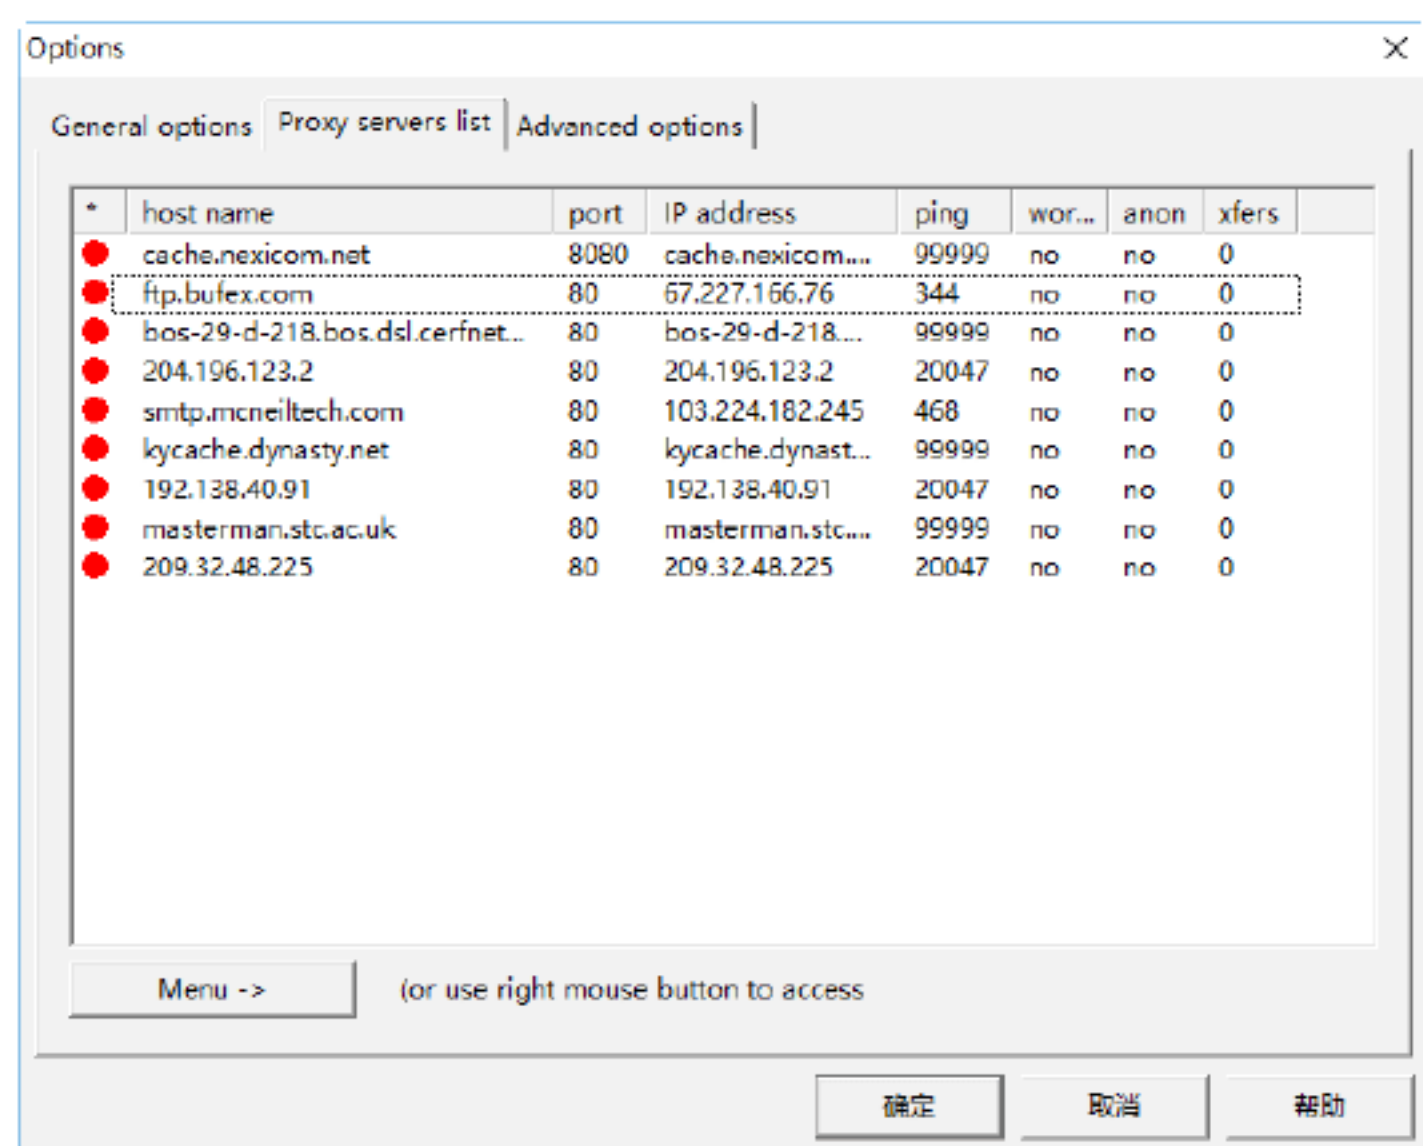 Options
General options Proxy servers list Advanced options
* host name port IP address ping wor... anon xfers
cache.nexicom.net 8080 cache.nexicom.... 99999 no no 0
ftp.bufex.com 80 67.227.166.76 344 no no 0
bos-29-d-218.bos.dsl.cerfnet... 80 bos-29-d-218.... 99999 no no 0
204.196.123.2 80 204.196.123.2 20047 no no 0
smtp.mcneiltech.com 80 103.224.182.245 468 no no 0
kycache.dynasty.net 80 kycache.dynast... 99999 no no 0
192.138.40.91 80 192.138.40.91 20047 no no 0
masterman.stc.ac.uk 80 masterman.stc.... 99999 no no 0
209.32.48.225 80 209.32.48.225 20047 no no 0
Menu -> (or use right mouse button to access
确定 取消 帮助